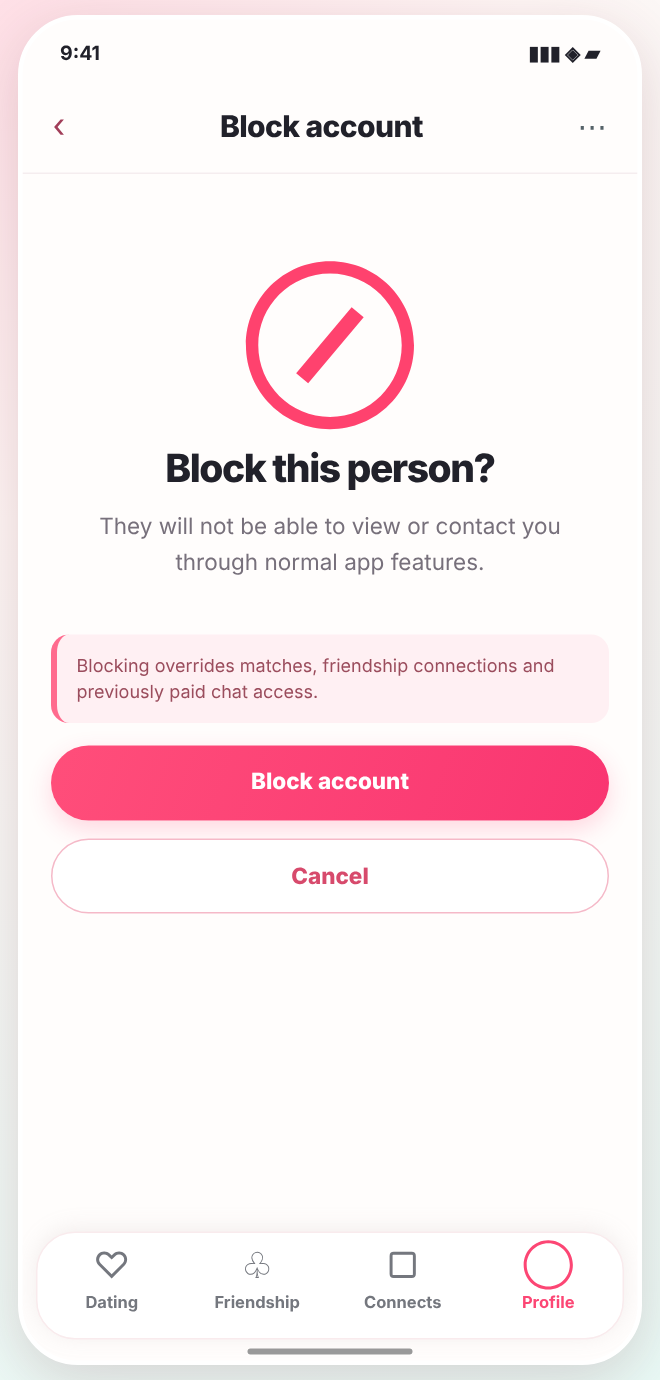 9:41
Block account
Block this person?
They will not be able to view or contact you
through normal app features.
Blocking overrides matches, friendship connections and
previously paid chat access.
Block account
Cancel
Dating
Friendship
Connects
Profile